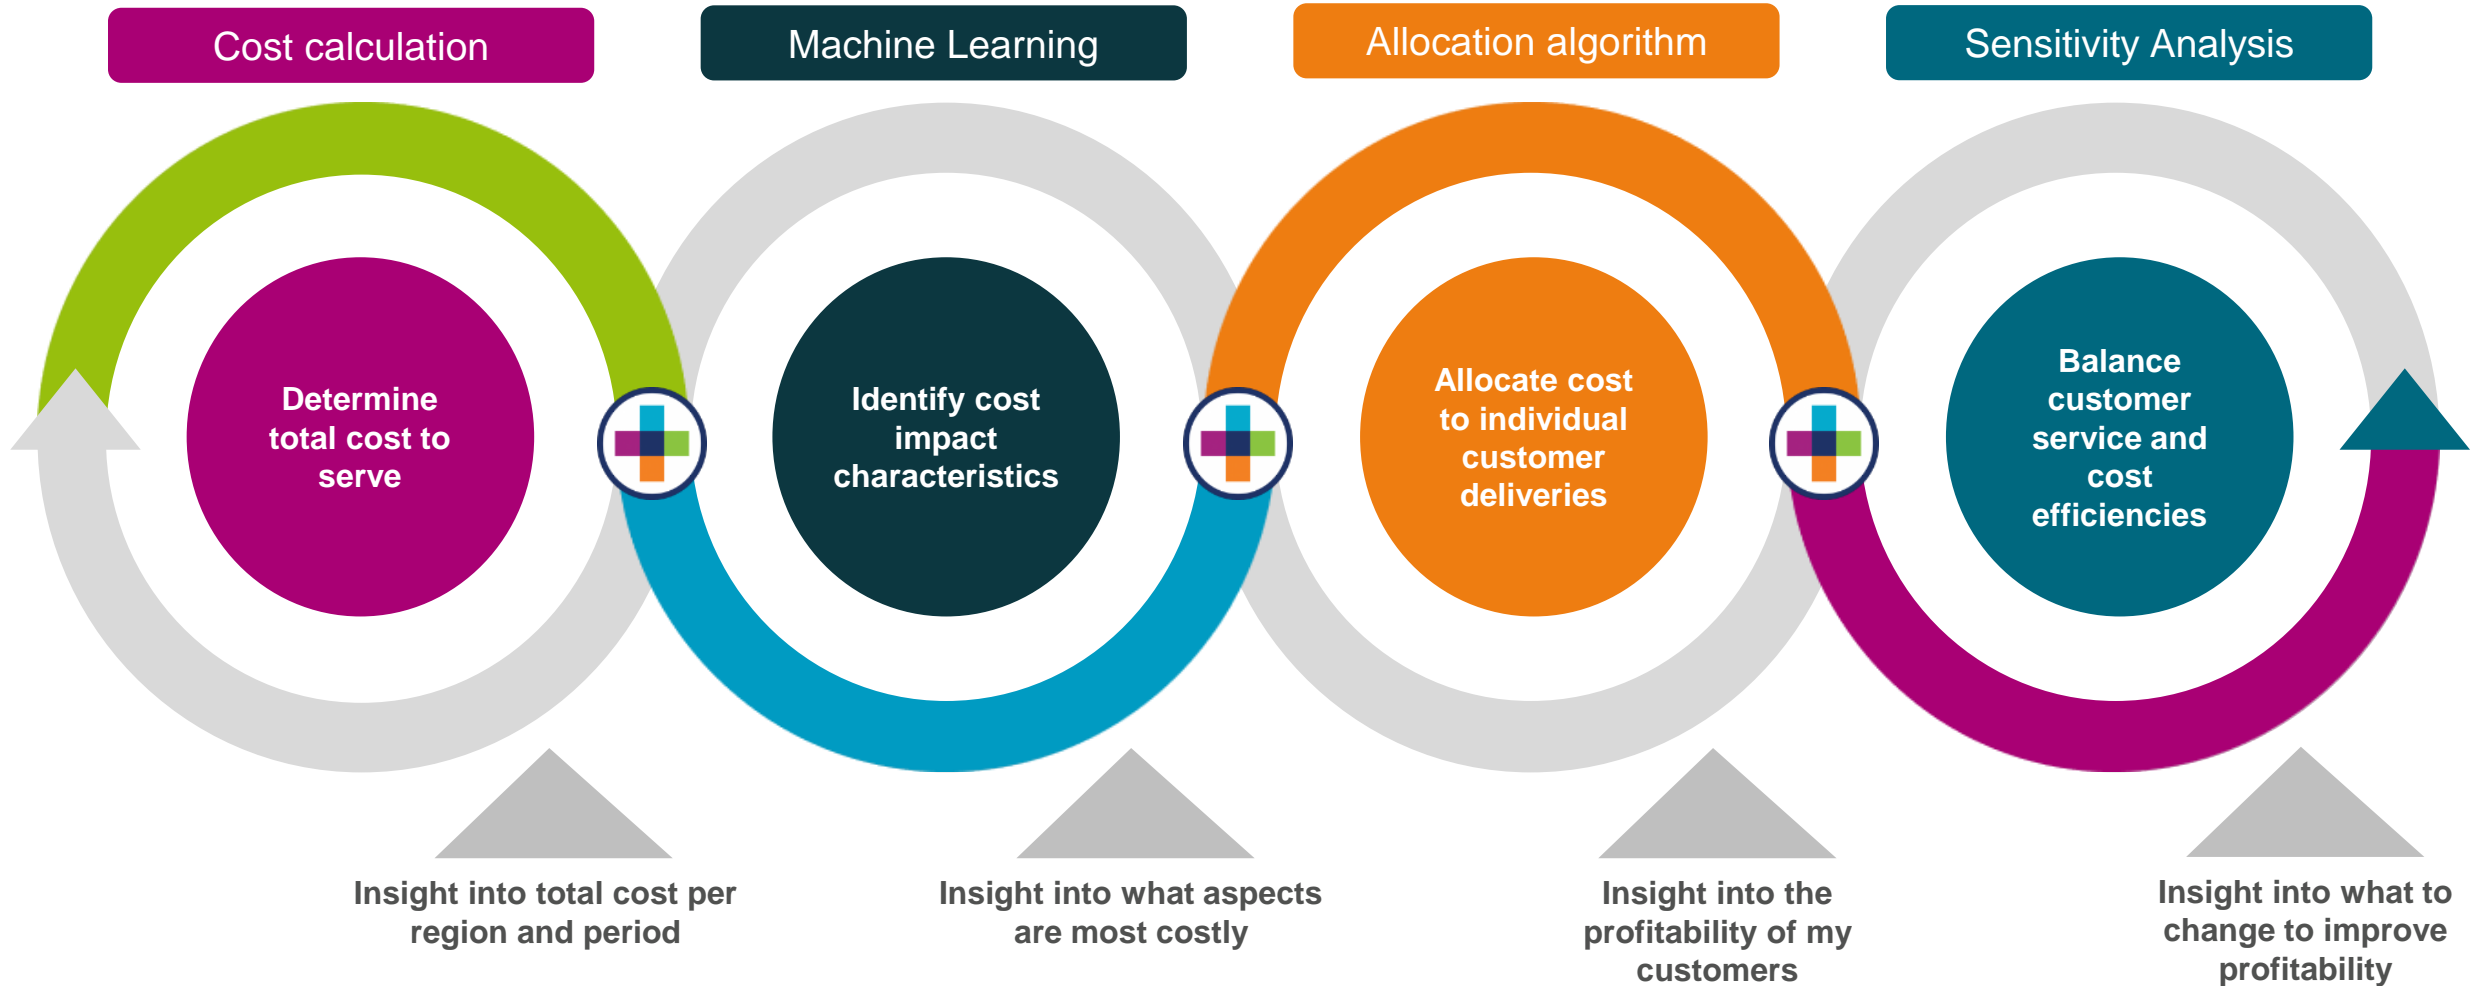 Cost calculation
Machine Learning
Allocation algorithm
Sensitivity Analysis
Determine
total cost to
serve
Identify cost
impact
characteristics
Allocate cost
to individual
customer
deliveries
Balance
customer
service and
cost
efficiencies
Insight into total cost per
region and period
Insight into what aspects
are most costly
Insight into the
profitability of my
customers
Insight into what to
change to improve
profitability